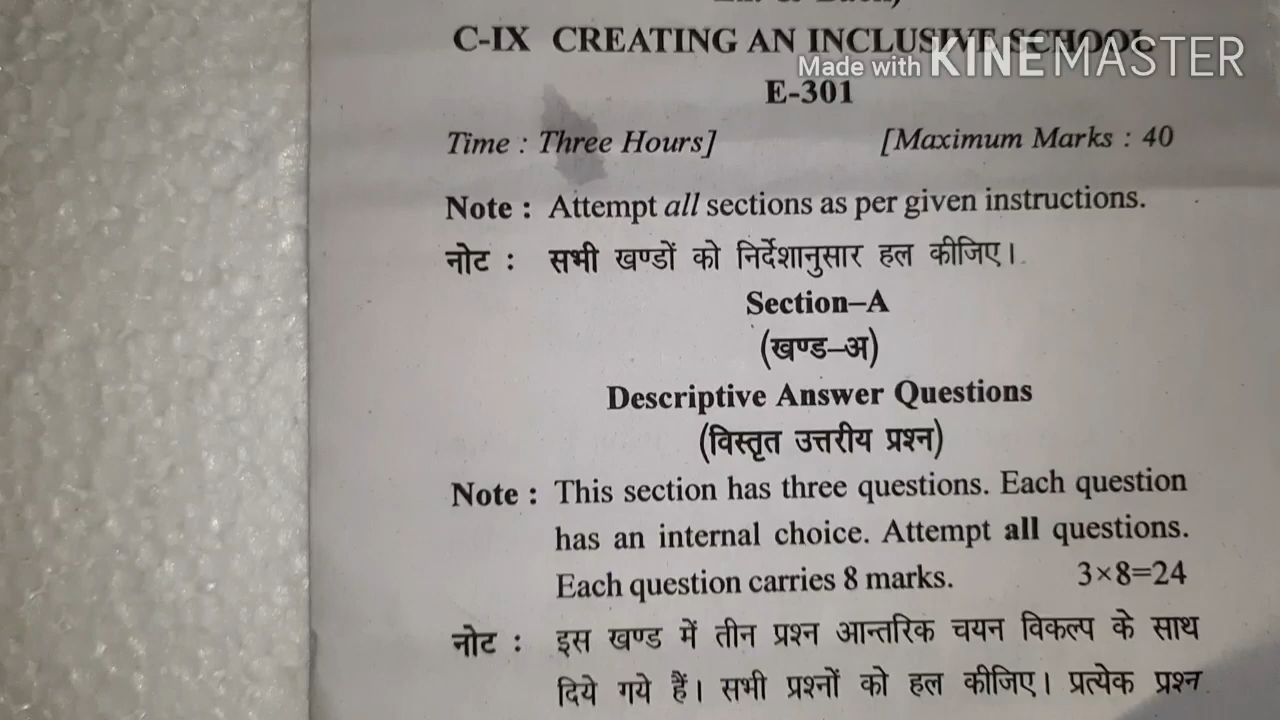 C-IX CREATING AN INCLUSIVE SCHOOL
Made with KINEMASTER
E-301
Time : Three Hours] [Maximum Marks : 40
Note : Attempt all sections as per given instructions.
नोट : सभी खण्डों को निर्देशानुसार हल कीजिए।
Section–A
(खण्ड–अ)
Descriptive Answer Questions
(विस्तृत उत्तरीय प्रश्न)
Note : This section has three questions. Each question
has an internal choice. Attempt all questions.
Each question carries 8 marks. 3×8=24
नोट : इस खण्ड में तीन प्रश्न आन्तरिक चयन विकल्प के साथ
दिये गये हैं। सभी प्रश्नों को हल कीजिए। प्रत्येक प्रश्न